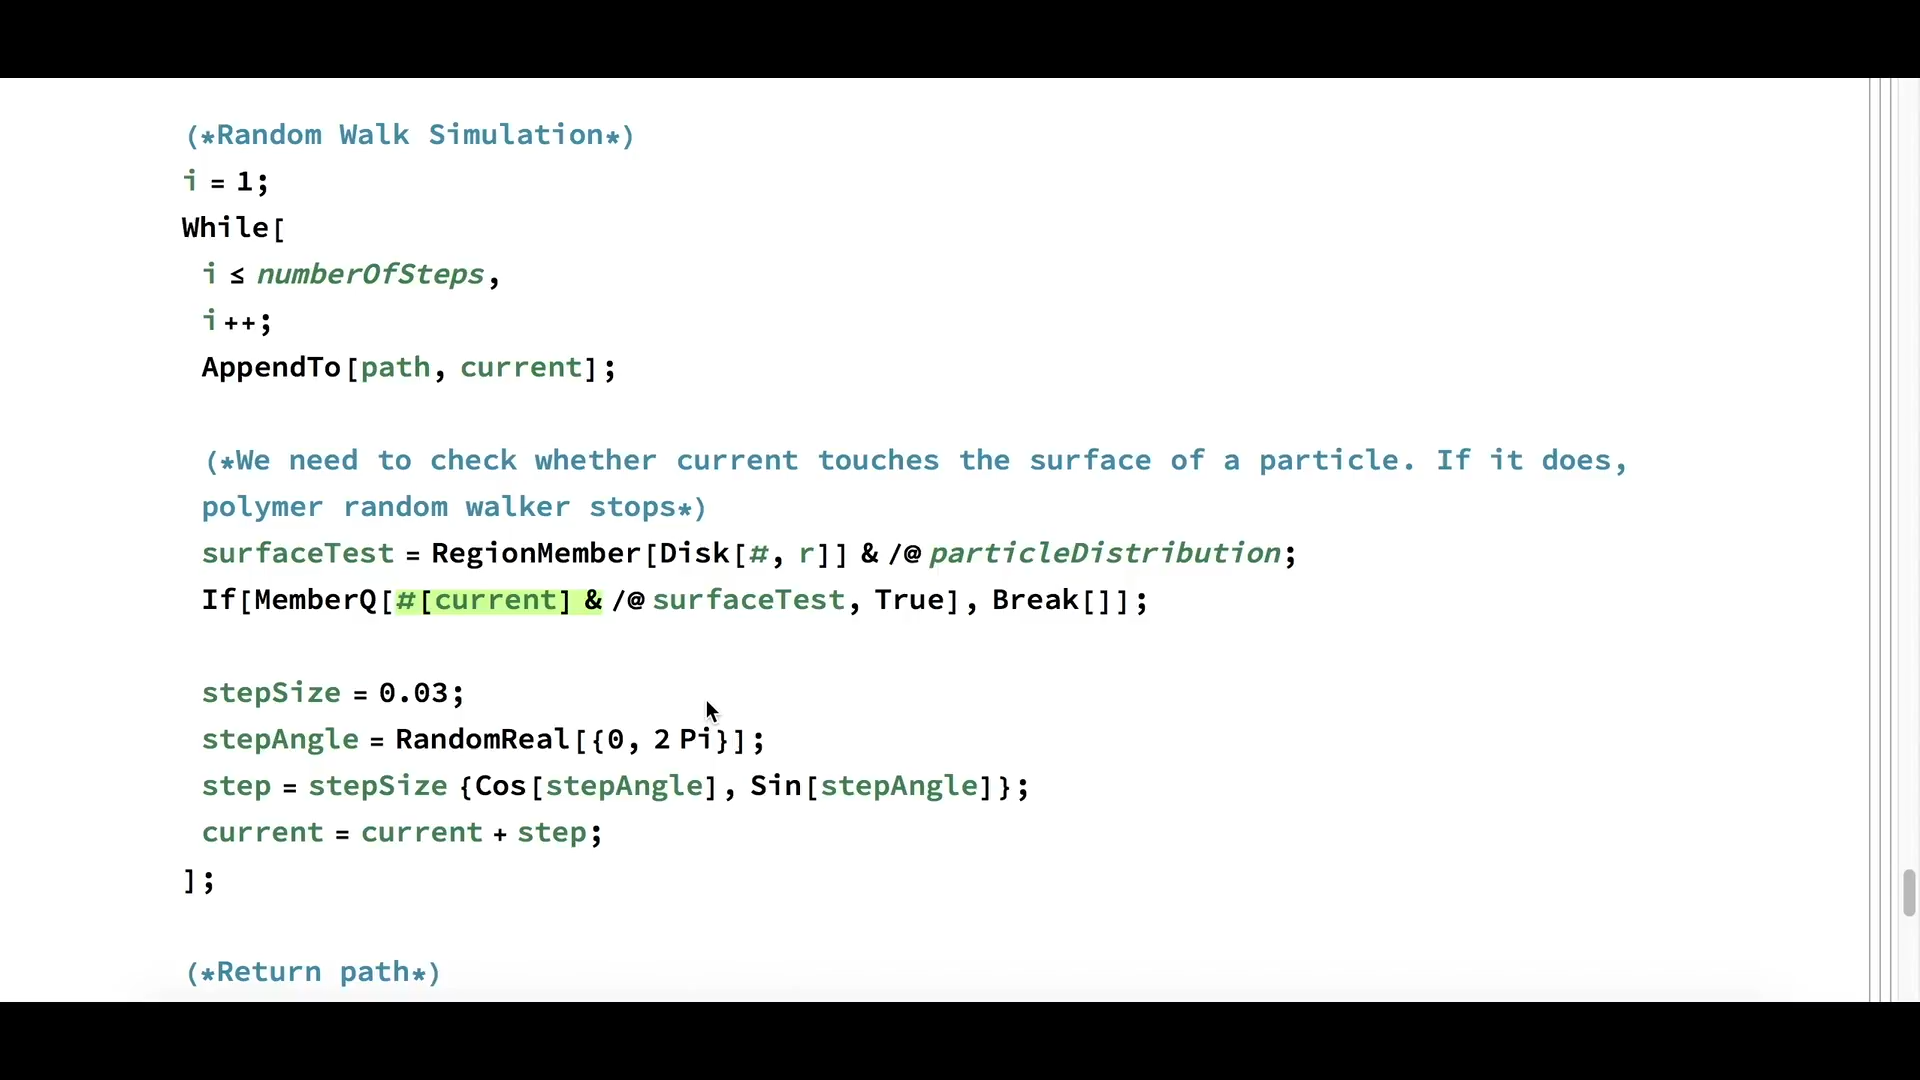 (*Random Walk Simulation*)
i = 1;
While[
i ≤ numberOfSteps,
i++;
AppendTo[path, current];
(*We need to check whether current touches the surface of a particle. If it does,
polymer random walker stops*)
surfaceTest = RegionMember[Disk[#, r]] & /@ particleDistribution;
If[MemberQ[#[current] & /@ surfaceTest, True], Break[]];
stepSize = 0.03;
stepAngle = RandomReal[{0, 2 Pi}];
step = stepSize {Cos[stepAngle], Sin[stepAngle]};
current = current + step;
];
(*Return path*)